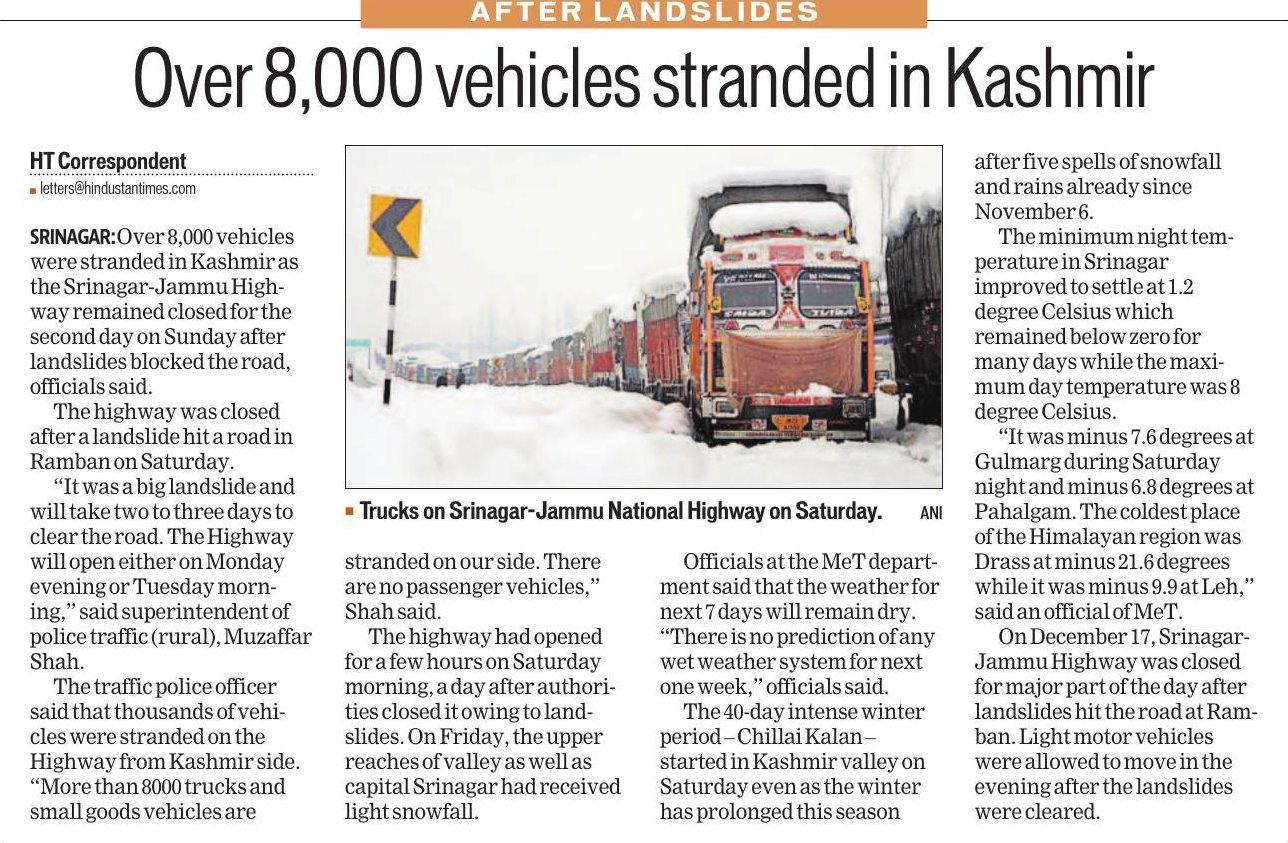 AFTER LANDSLIDES
Over 8,000 vehicles stranded in Kashmir
HT Correspondent
letters@hindustantimes.com
SRINAGAR: Over 8,000 vehicles
were stranded in Kashmir as
the Srinagar-Jammu High-
way remained closed for the
second day on Sunday after
landslides blocked the road,
officials said.
The highway was closed
after a landslide hit a road in
Ramban on Saturday.
“It was a big landslide and
will take two to three days to
clear the road. The Highway
will open either on Monday
evening or Tuesday morn-
ing,” said superintendent of
police traffic (rural), Muzaffar
Shah.
The traffic police officer
said that thousands of vehi-
cles were stranded on the
Highway from Kashmir side.
“More than 8000 trucks and
small goods vehicles are
Trucks on Srinagar-Jammu National Highway on Saturday.
ANI
stranded on our side. There
are no passenger vehicles,”
Shah said.
The highway had opened
for a few hours on Saturday
morning, a day after authori-
ties closed it owing to land-
slides. On Friday, the upper
reaches of valley as well as
capital Srinagar had received
light snowfall.
Officials at the MeT depart-
ment said that the weather for
next 7 days will remain dry.
“There is no prediction of any
wet weather system for next
one week,” officials said.
The 40-day intense winter
period – Chillai Kalan –
started in Kashmir valley on
Saturday even as the winter
has prolonged this season
after five spells of snowfall
and rains already since
November 6.
The minimum night tem-
perature in Srinagar
improved to settle at 1.2
degree Celsius which
remained below zero for
many days while the maxi-
mum day temperature was 8
degree Celsius.
“It was minus 7.6 degrees at
Gulmarg during Saturday
night and minus 6.8 degrees at
Pahalgam. The coldest place
of the Himalayan region was
Drass at minus 21.6 degrees
while it was minus 9.9 at Leh,”
said an official of MeT.
On December 17, Srinagar-
Jammu Highway was closed
for major part of the day after
landslides hit the road at Ram-
ban. Light motor vehicles
were allowed to move in the
evening after the landslides
were cleared.